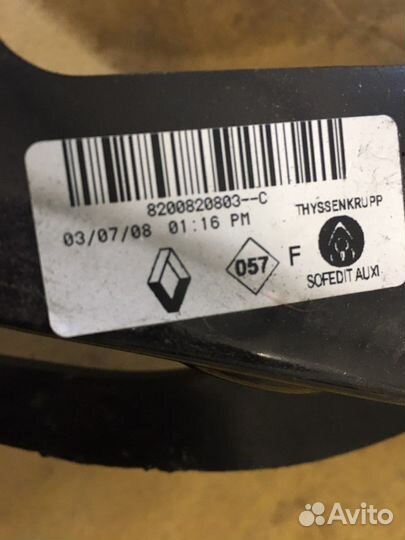 8200820803--C
03/07/08 01:16 PM
057
F
THYSSENKRUPP
SOFEDIT AUXI
Avito